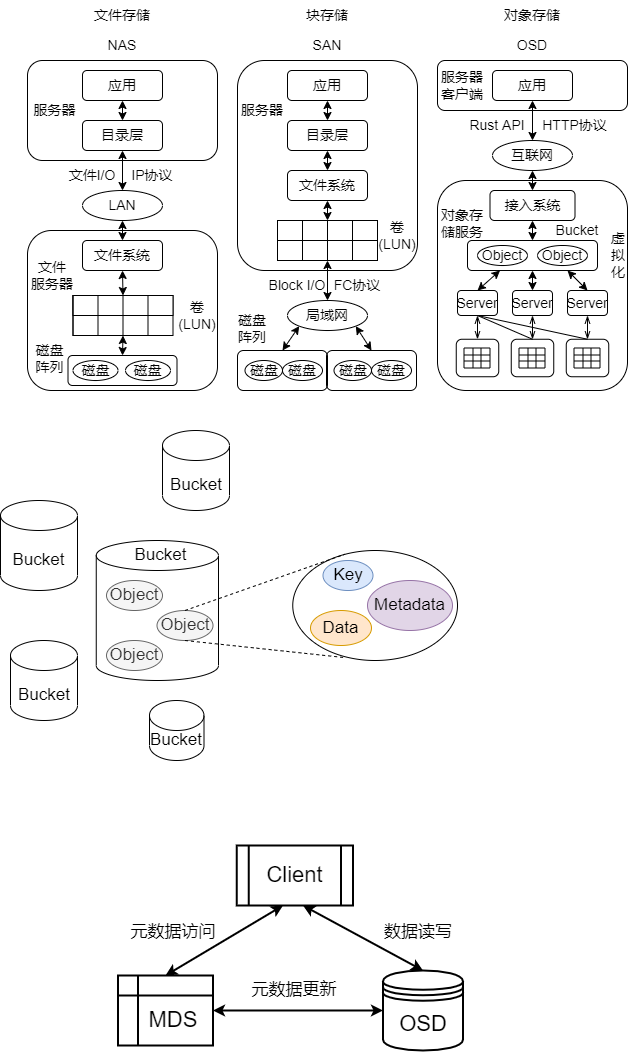 文件存储
NAS
应用
服务器
目录层
文件I/O IP协议
LAN
文件系统
文件
服务器
卷
(LUN)
磁盘
阵列
磁盘 磁盘
块存储
SAN
应用
服务器
目录层
文件系统
卷
(LUN)
Block I/O FC协议
局域网
磁盘
阵列
磁盘 磁盘 磁盘 磁盘
对象存储
OSD
服务器
客户端
应用
Rust API HTTP协议
互联网
接入系统
对象存
储服务
Bucket
虚
拟
化
Object Object
Server Server Server
Bucket
Bucket
Bucket
Object
Object
Object
Key
Metadata
Data
Bucket
Bucket
Client
元数据访问 数据读写
元数据更新
MDS
OSD